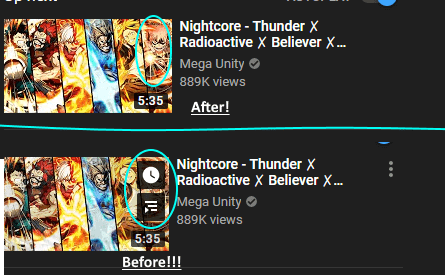 Nightcore - Thunder ✗
Radioactive ✗ Believer ✗...
Mega Unity
889K views
5:35
After!
Nightcore - Thunder ✗
Radioactive ✗ Believer ✗...
Mega Unity
889K views
5:35
Before!!!